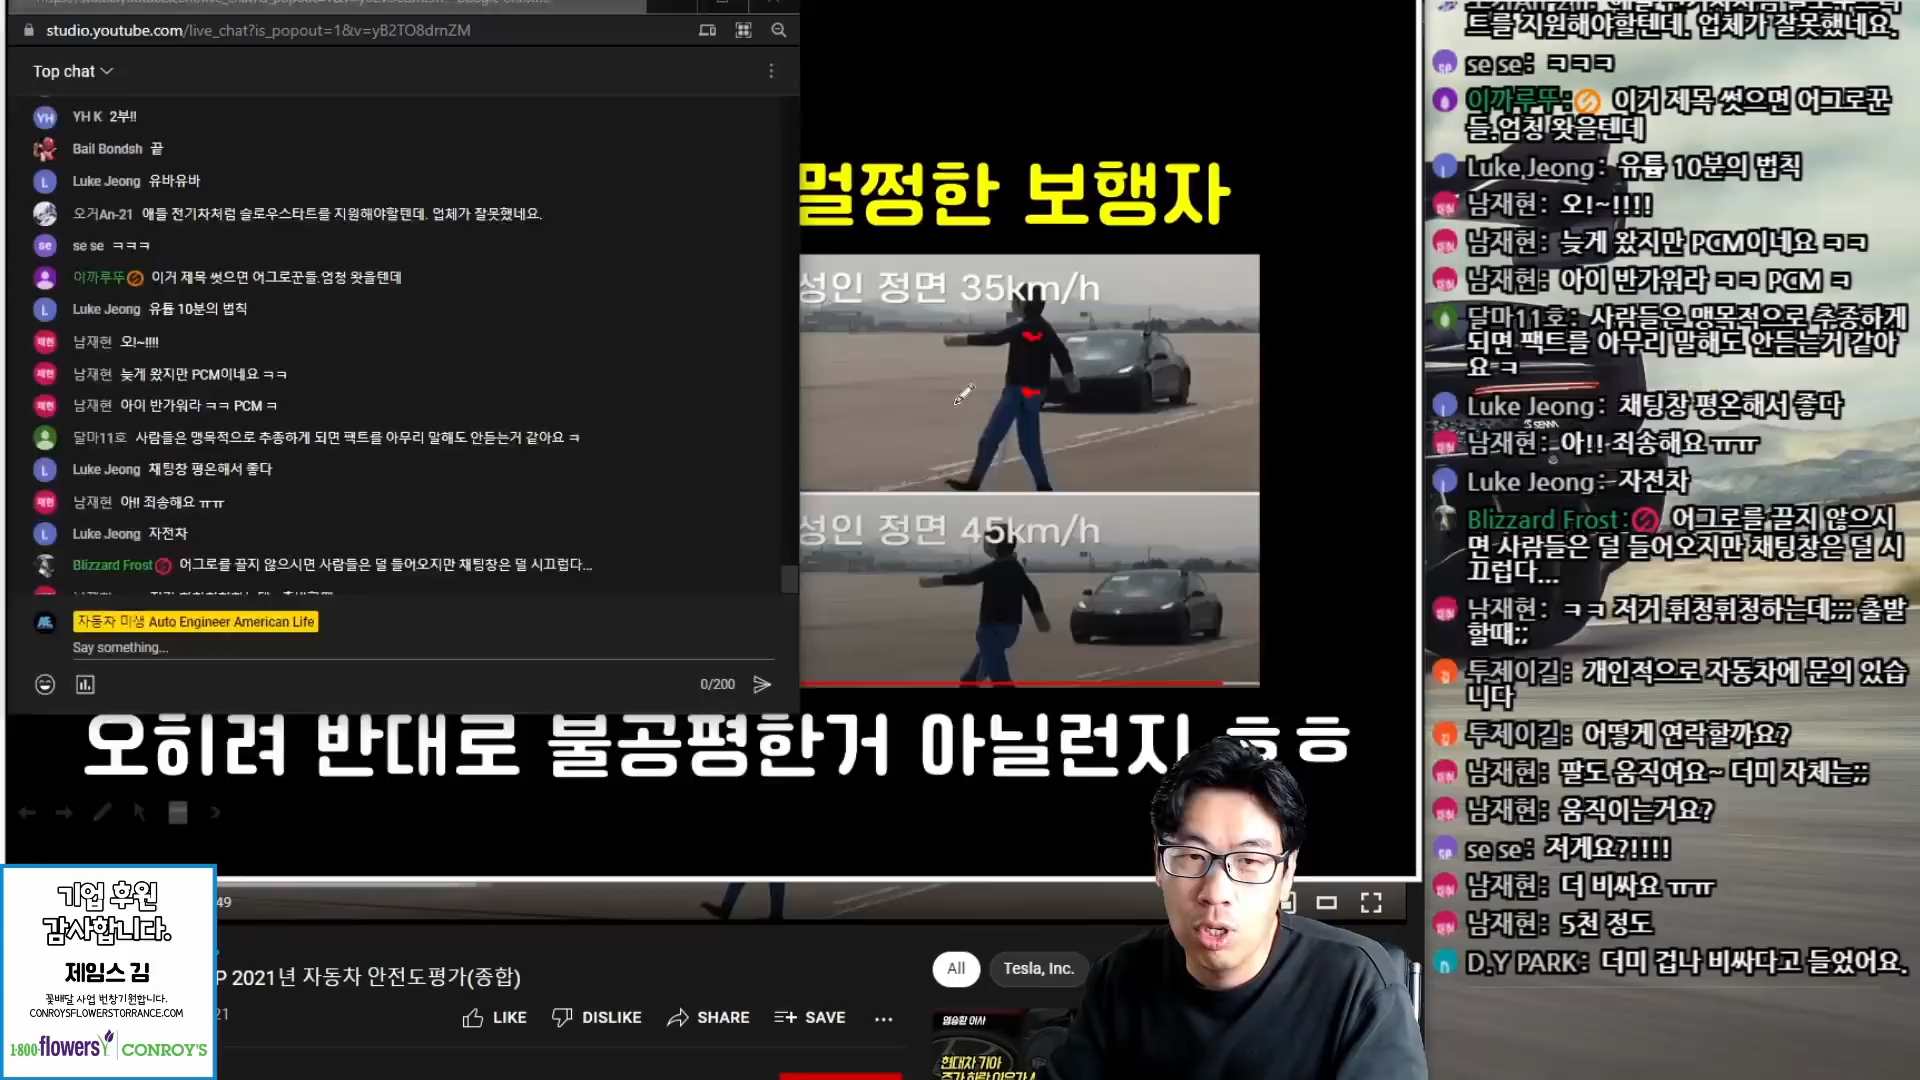 studio.youtube.com/live_chat?is_popout=1&v=yB2TO8drnZM
Top chat
YH K 2부!!
Bail Bondsh 끝
Luke Jeong 유바유바
오거An-21 애들 전기차처럼 슬로우스타트를 지원해야할텐데. 업체가 잘못했네요.
se se ㅋㅋㅋ
이까루뚜 이거 제목 썻으면 어그로꾼들.엄청 왓을텐데
Luke Jeong 유튭 10분의 법칙
남재현 오!~!!!!
남재현 늦게 왔지만 PCM이네요 ㅋㅋ
남재현 아이 반가워라 ㅋㅋ PCM ㅋ
달마11호 사람들은 맹목적으로 추종하게 되면 팩트를 아무리 말해도 안듣는거 같아요 ㅋ
Luke Jeong 채팅창 평온해서 좋다
남재현 아!! 죄송해요 ㅠㅠ
Luke Jeong 자전차
Blizzard Frost 어그로를 끌지 않으시면 사람들은 덜 들어오지만 채팅창은 덜 시끄럽다...
자동차 미생 Auto Engineer American Life
Say something...
0/200
멀쩡한 보행자
성인 정면 35km/h
성인 정면 45km/h
오히려 반대로 불공평한거 아닐런지 ㅎㅎ
49
P 2021년 자동차 안전도평가(종합)
21
LIKE
DISLIKE
SHARE
SAVE
All
Tesla, Inc.
염승환 이사
현대차 기아
기업 후원
감사합니다.
제임스 김
꽃배달 사업 번창기원합니다.
CONROYSFLOWERSTORRANCE.COM
1-800-flowers CONROY'S
트를 지원해야할텐데. 업체가 잘못했네요.
se se: ㅋㅋㅋ
이까루뚜: 이거 제목 썻으면 어그로꾼
들.엄청 왓을텐데
Luke Jeong: 유튭 10분의 법칙
남재현: 오!~!!!!
남재현: 늦게 왔지만 PCM이네요 ㅋㅋ
남재현: 아이 반가워라 ㅋㅋ PCM ㅋ
달마11호: 사람들은 맹목적으로 추종하게
되면 팩트를 아무리 말해도 안듣는거 같아
요 ㅋ
Luke Jeong: 채팅창 평온해서 좋다
SENNA
남재현: 아!! 죄송해요 ㅠㅠ
Luke Jeong: 자전차
Blizzard Frost: 어그로를 끌지 않으시
면 사람들은 덜 들어오지만 채팅창은 덜 시
끄럽다...
남재현: ㅋㅋ 저거 휘정휘정하는데;;; 출발
할때;;
투제이길: 개인적으로 자동차에 문의 있습
니다
투제이길: 어떻게 연락할까요?
남재현: 팔도 움직여요~ 더미 자체는;;
남재현: 움직이는거요?
se se: 저게요?!!!!
남재현: 더 비싸요 ㅠㅠ
남재현: 5천 정도
D.Y PARK: 더미 겁나 비싸다고 들었어요.